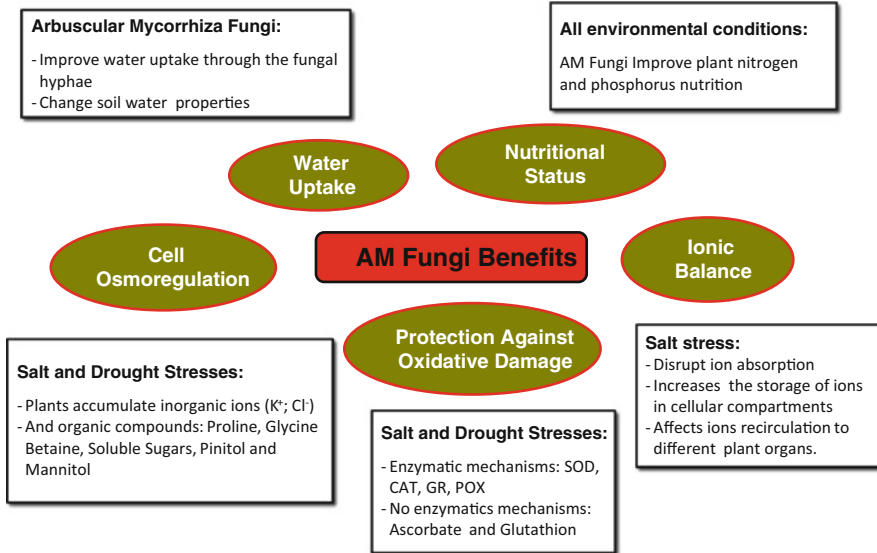 Arbuscular Mycorrhiza Fungi:
- Improve water uptake through the fungal
hyphae
- Change soil water properties
All environmental conditions:
AM Fungi Improve plant nitrogen
and phosphorus nutrition
Water
Uptake
Nutritional
Status
Cell
Osmoregulation
AM Fungi Benefits
Ionic
Balance
Protection Against
Oxidative Damage
Salt and Drought Stresses:
- Plants accumulate inorganic ions (K⁺; Cl⁻)
- And organic compounds: Proline, Glycine
Betaine, Soluble Sugars, Pinitol and
Mannitol
Salt and Drought Stresses:
- Enzymatic mechanisms: SOD,
CAT, GR, POX
- No enzymatics mechanisms:
Ascorbate and Glutathion
Salt stress:
- Disrupt ion absorption
- Increases the storage of ions
in cellular compartments
- Affects ions recirculation to
different plant organs.